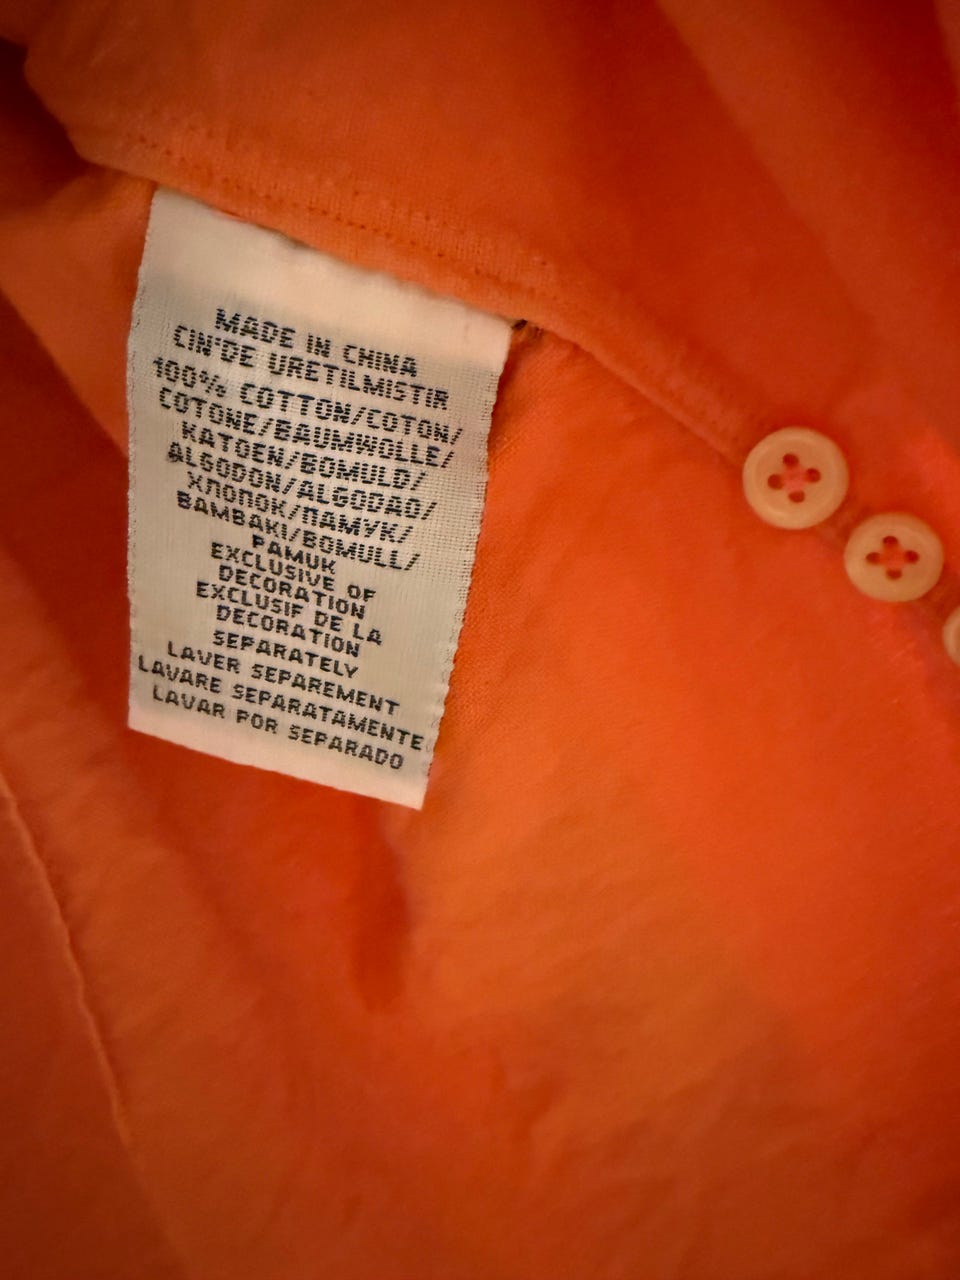 MADE IN CHINA
CIN'DE URETILMISTIR
100% COTTON/COTON/
COTONE/BAUMWOLLE/
KATOEN/BOMULD/
ALGODON/ALGODAO/
ХЛОПОК/ПАМУК/
BAMBAKI/BOMULL/
PAMUK
EXCLUSIVE OF
DECORATION
EXCLUSIF DE LA
DECORATION
SEPARATELY
LAVER SEPAREMENT
LAVARE SEPARATAMENTE
LAVAR POR SEPARADO